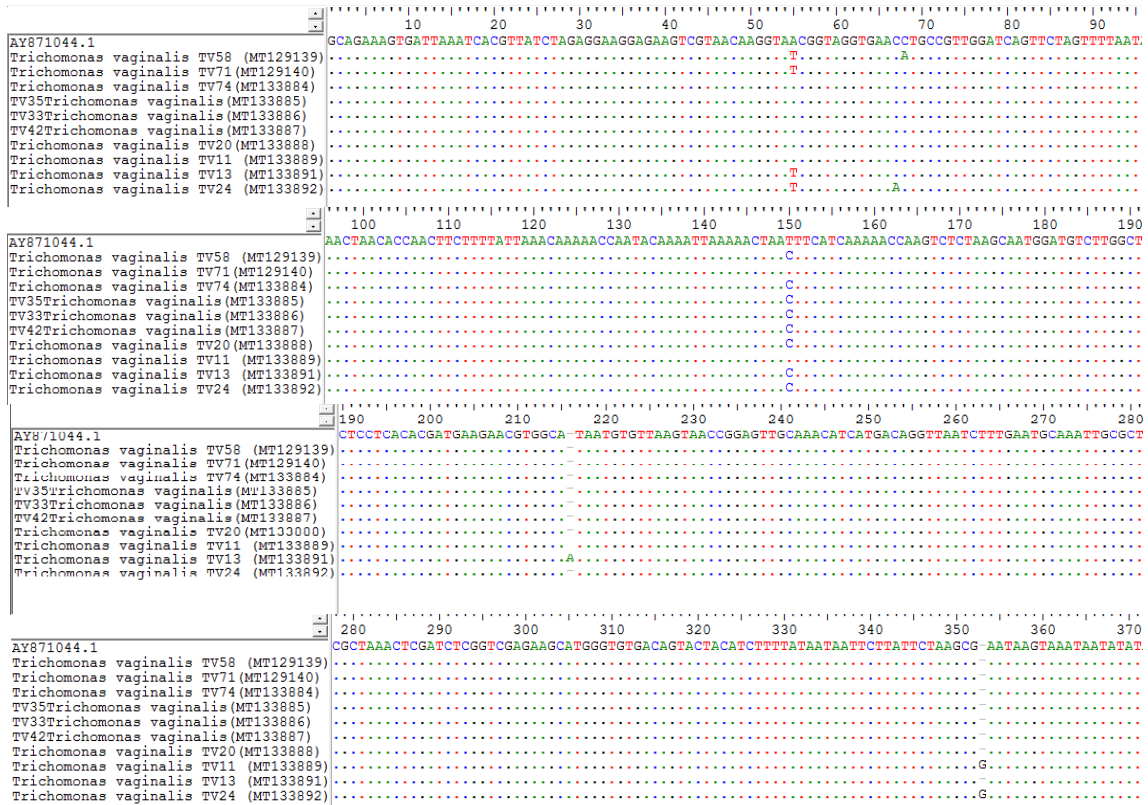 10 20 30 40 50 60 70 80 90
AY871044.1 GCAGAAAGTGATTAAATCACGTTATCTAGAGGAAGGAGAAGTCGTAACAAGGTAACGGTAGGTGAACCTGCCGTTGGATCAGTTCTAGTTTTAATA
Trichomonas vaginalis TV58 (MT129139) T A
Trichomonas vaginalis TV71(MT129140) T
Trichomonas vaginalis TV74(MT133884)
TV35Trichomonas vaginalis(MT133885)
TV33Trichomonas vaginalis(MT133886)
TV42Trichomonas vaginalis(MT133887)
Trichomonas vaginalis TV20(MT133888)
Trichomonas vaginalis TV11 (MT133889)
Trichomonas vaginalis TV13 (MT133891) T
Trichomonas vaginalis TV24 (MT133892) T A
100 110 120 130 140 150 160 170 180 190
AY871044.1 AACTAACACCAACTTCTTTTATTAAACAAAAACCAATACAAAATTAAAAACTAATTTCATCAAAAACCAAGTCTCTAAGCAATGGATGTCTTGGCT
Trichomonas vaginalis TV58 (MT129139) C
Trichomonas vaginalis TV71(MT129140)
Trichomonas vaginalis TV74(MT133884) C
TV35Trichomonas vaginalis(MT133885) C
TV33Trichomonas vaginalis(MT133886) C
TV42Trichomonas vaginalis(MT133887) C
Trichomonas vaginalis TV20(MT133888) C
Trichomonas vaginalis TV11 (MT133889)
Trichomonas vaginalis TV13 (MT133891) C
Trichomonas vaginalis TV24 (MT133892)
190 200 210 220 230 240 250 260 270 280
AY871044.1 CTCCTCACACGATGAAGAACGTGGCA-TAATGTGTTAAGTAACCGGAGTTGCAAACATCATGACAGGTTAATCTTTGAATGCAAATTGCGCT
Trichomonas vaginalis TV58 (MT129139) -
Trichomonas vaginalis TV71(MT129140) -
Trichomonas vaginalis TV74(MT133884) -
TV35Trichomonas vaginalis(MT133885) -
TV33Trichomonas vaginalis(MT133886) -
TV42Trichomonas vaginalis(MT133887) -
Trichomonas vaginalis TV20(MT133000) -
Trichomonas vaginalis TV11 (MT133889) -
Trichomonas vaginalis TV13 (MT133891) A
Trichomonas vaginalis TV24 (MT133892) -
280 290 300 310 320 330 340 350 360 370
AY871044.1 CGCTAAACTCGATCTCGGTCGAGAAGCATGGGTGTGACAGTACTACATCTTTTATAATAATTCTTATTCTAAGCG-AATAAGTAAATAATATAT
Trichomonas vaginalis TV58 (MT129139) -
Trichomonas vaginalis TV71(MT129140) -
Trichomonas vaginalis TV74(MT133884) -
TV35Trichomonas vaginalis(MT133885) -
TV33Trichomonas vaginalis(MT133886) -
TV42Trichomonas vaginalis(MT133887) -
Trichomonas vaginalis TV20(MT133888) -
Trichomonas vaginalis TV11 (MT133889) G
Trichomonas vaginalis TV13 (MT133891) -
Trichomonas vaginalis TV24 (MT133892) G